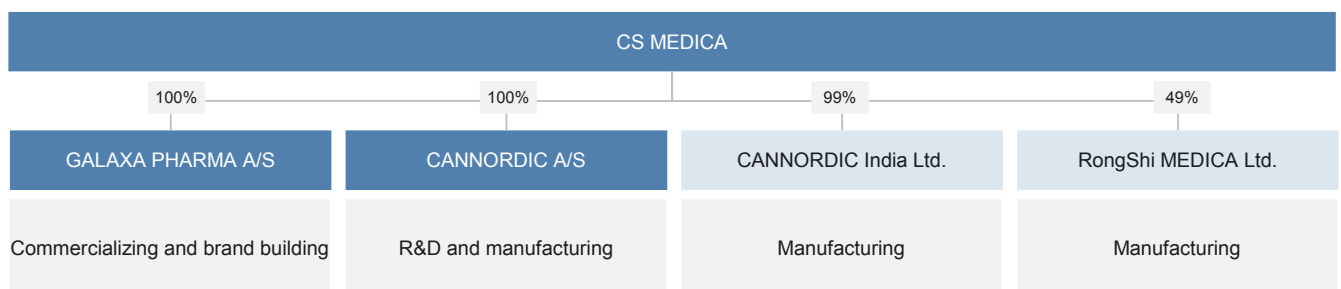 CS MEDICA
100%
100%
99%
49%
GALAXA PHARMA A/S
CANNORDIC A/S
CANNORDIC India Ltd.
RongShi MEDICA Ltd.
Commercializing and brand building
R&D and manufacturing
Manufacturing
Manufacturing